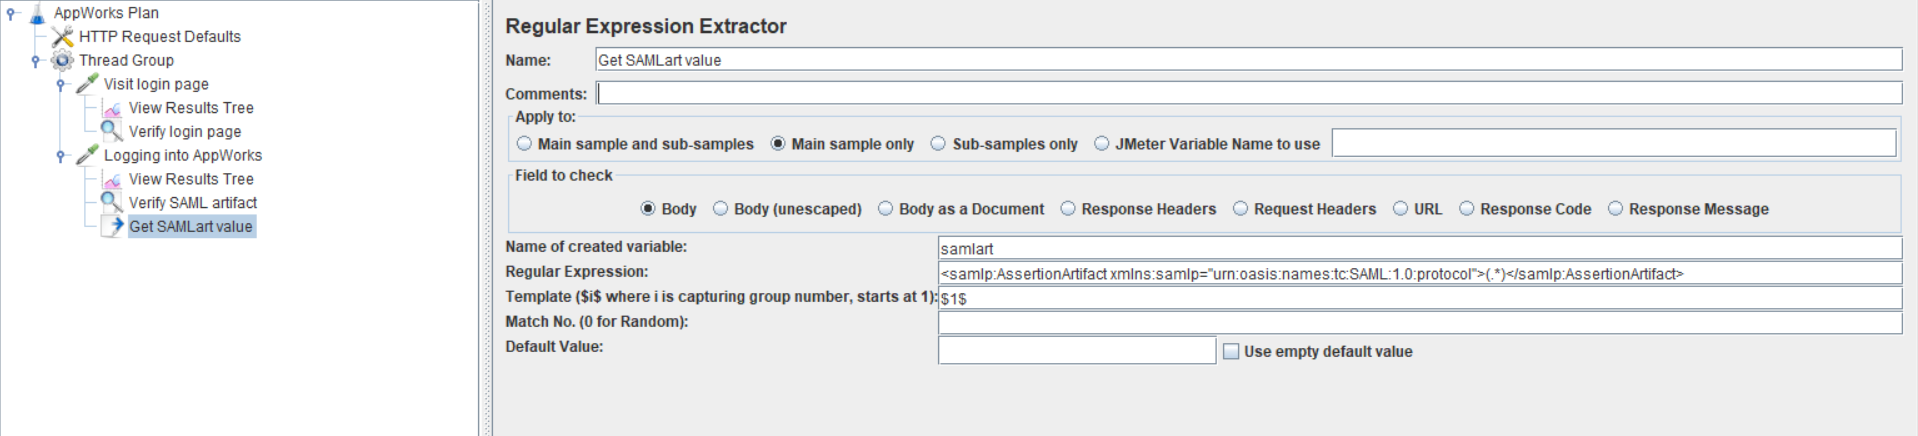 AppWorks Plan
HTTP Request Defaults
Thread Group
Visit login page
View Results Tree
Verify login page
Logging into AppWorks
View Results Tree
Verify SAML artifact
Get SAMLart value
Regular Expression Extractor
Name: Get SAMLart value
Comments:
Apply to:
Main sample and sub-samples Main sample only Sub-samples only JMeter Variable Name to use
Field to check
Body Body (unescaped) Body as a Document Response Headers Request Headers URL Response Code Response Message
Name of created variable: samlart
Regular Expression: <samlp:AssertionArtifact xmlns:samlp="urn:oasis:names:tc:SAML:1.0:protocol">(.*)</samlp:AssertionArtifact>
Template ($i$ where i is capturing group number, starts at 1): $1$
Match No. (0 for Random):
Default Value: Use empty default value